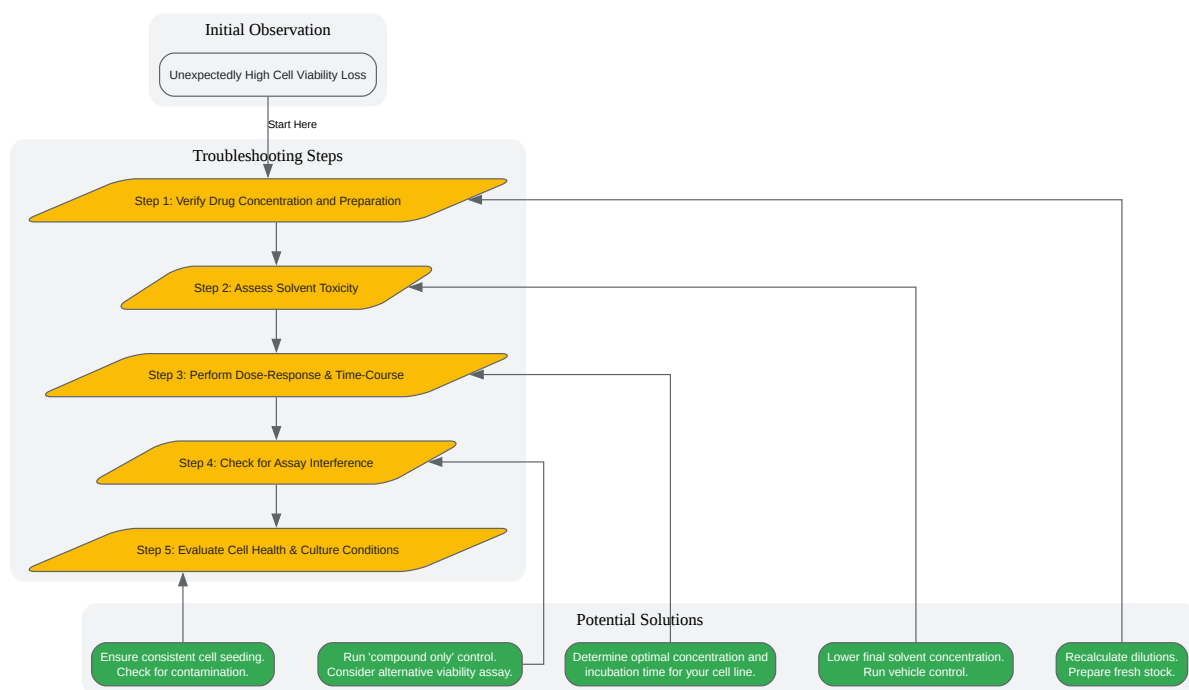 Initial Observation
Unexpectedly High Cell Viability Loss
Start Here
Troubleshooting Steps
Step 1: Verify Drug Concentration and Preparation
Step 2: Assess Solvent Toxicity
Step 3: Perform Dose-Response & Time-Course
Step 4: Check for Assay Interference
Step 5: Evaluate Cell Health & Culture Conditions
Potential Solutions
Ensure consistent cell seeding.
Check for contamination.
Run 'compound only' control.
Consider alternative viability assay.
Determine optimal concentration and
incubation time for your cell line.
Lower final solvent concentration.
Run vehicle control.
Recalculate dilutions.
Prepare fresh stock.